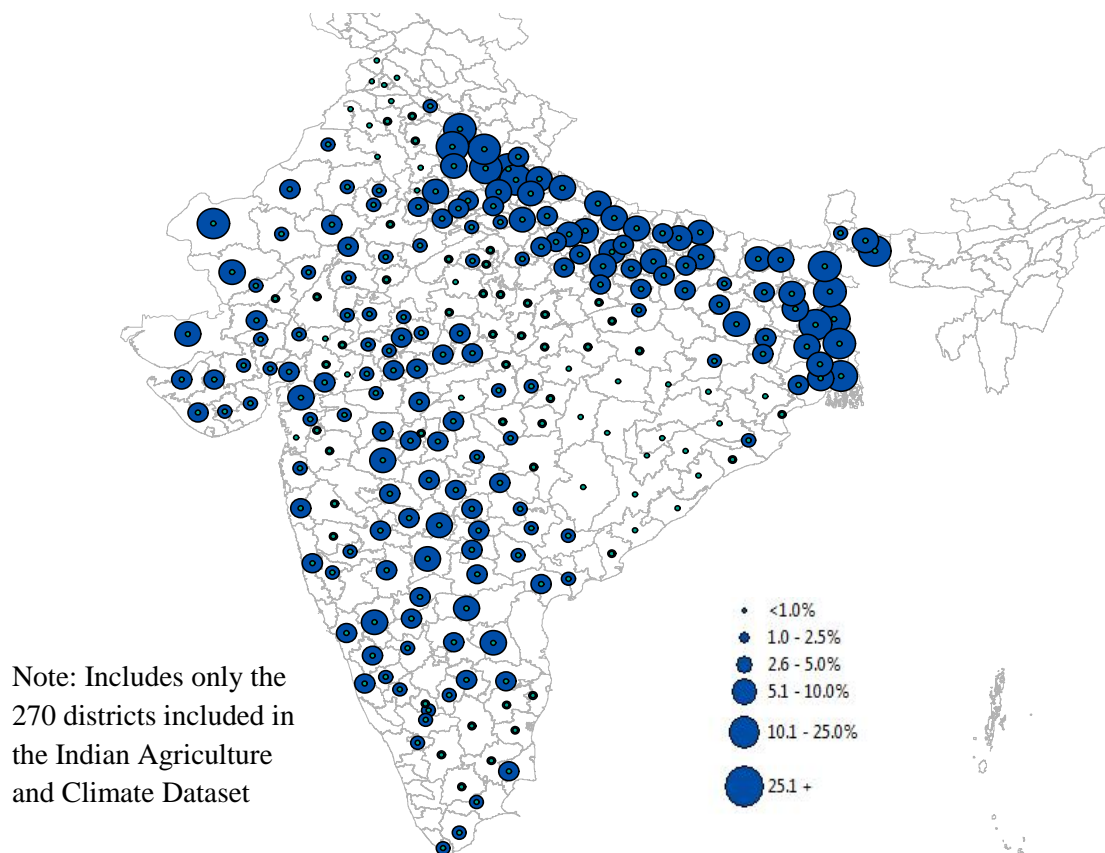 <1.0%
1.0 - 2.5%
2.6 - 5.0%
5.1 - 10.0%
10.1 - 25.0%
25.1 +
Note: Includes only the
270 districts included in
the Indian Agriculture
and Climate Dataset